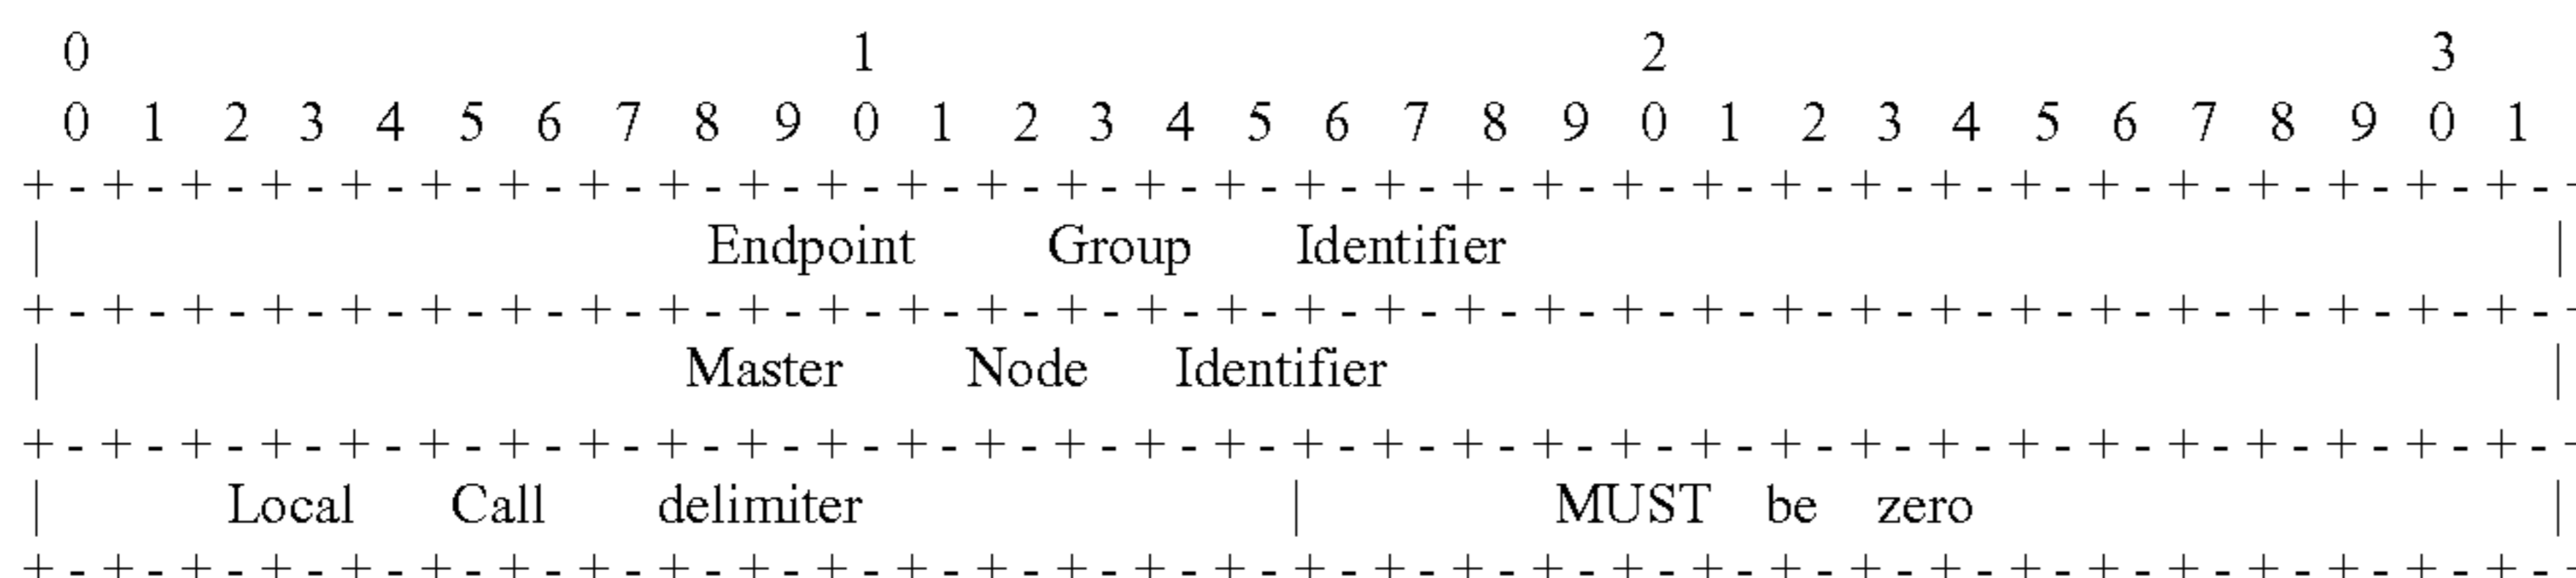 0 1 2 3
0 1 2 3 4 5 6 7 8 9 0 1 2 3 4 5 6 7 8 9 0 1 2 3 4 5 6 7 8 9 0 1
+-+-+-+-+-+-+-+-+-+-+-+-+-+-+-+-+-+-+-+-+-+-+-+-+-+-+-+-+-+-+-+-+
| Endpoint Group Identifier |
+-+-+-+-+-+-+-+-+-+-+-+-+-+-+-+-+-+-+-+-+-+-+-+-+-+-+-+-+-+-+-+-
| Master Node Identifier |
+-+-+-+-+-+-+-+-+-+-+-+-+-+-+-+-+-+-+-+-+-+-+-+-+-+-+-+-+-+-+-+-+
| Local Call delimiter | MUST be zero |
+-+-+-+-+-+-+-+-+-+-+-+-+-+-+-+-+-+-+-+-+-+-+-+-+-+-+-+-+-+-+-+-